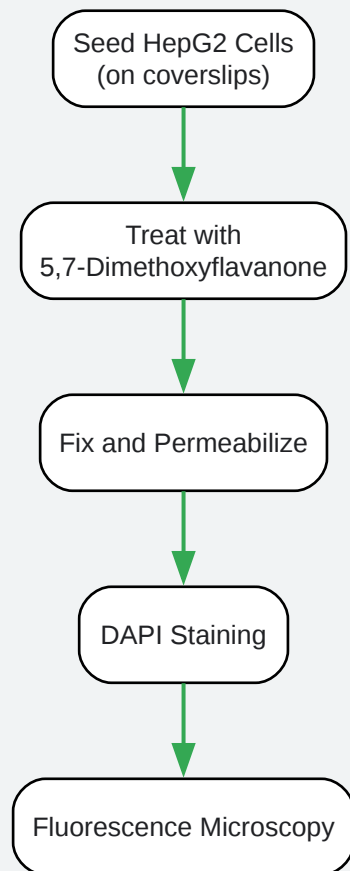 Seed HepG2 Cells
(on coverslips)
Treat with
5,7-Dimethoxyflavanone
Fix and Permeabilize
DAPI Staining
Fluorescence Microscopy